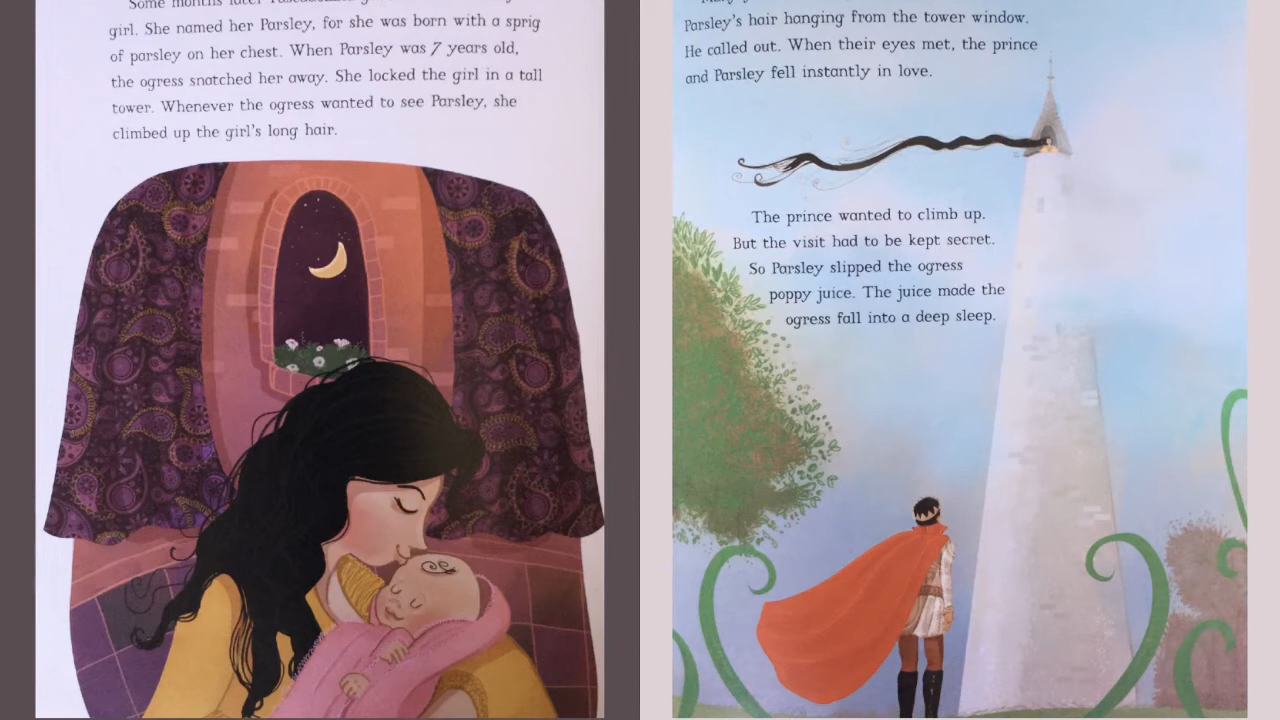 Some months later
girl. She named her Parsley, for she was born with a sprig
of parsley on her chest. When Parsley was 7 years old,
the ogress snatched her away. She locked the girl in a tall
tower. Whenever the ogress wanted to see Parsley, she
climbed up the girl's long hair.
Parsley's hair hanging from the tower window.
He called out. When their eyes met, the prince
and Parsley fell instantly in love.
The prince wanted to climb up.
But the visit had to be kept secret.
So Parsley slipped the ogress
poppy juice. The juice made the
ogress fall into a deep sleep.